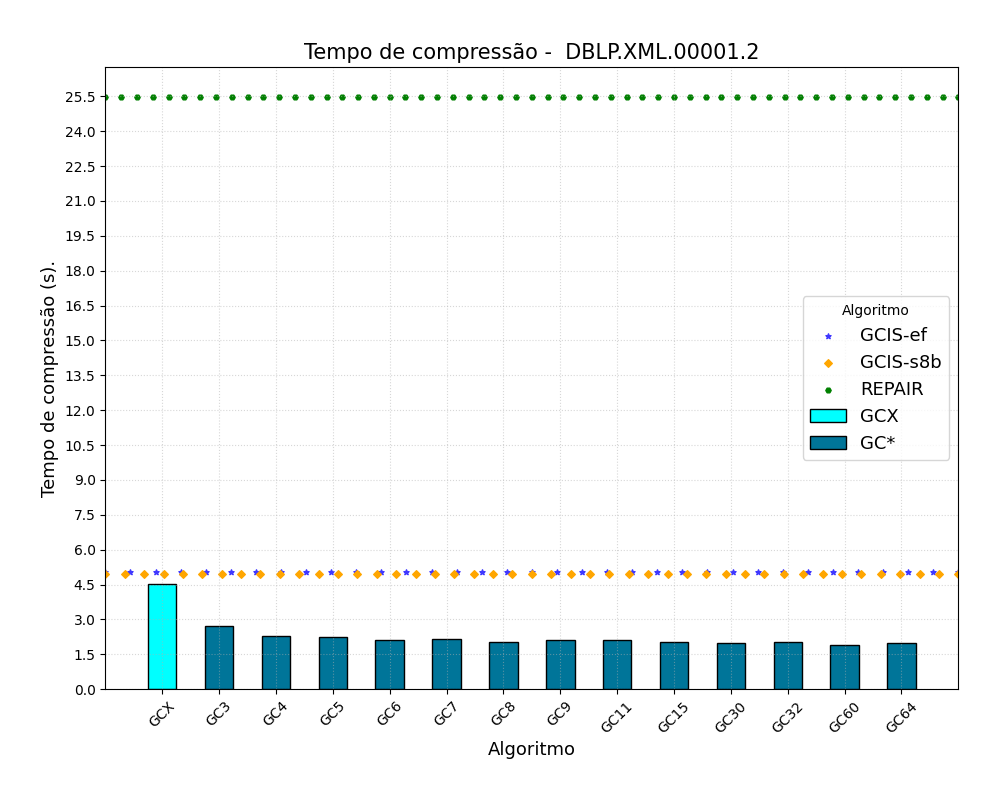 Tempo de compressão -  DBLP.XML.00001.2
Tempo de compressão (s).
25.5
24.0
22.5
21.0
19.5
18.0
16.5
15.0
13.5
12.0
10.5
9.0
7.5
6.0
4.5
3.0
1.5
0.0
Algoritmo
GCIS-ef
GCIS-s8b
REPAIR
GCX
GC*
GCX GC3 GC4 GC5 GC6 GC7 GC8 GC9 GC11 GC15 GC30 GC32 GC60 GC64
Algoritmo